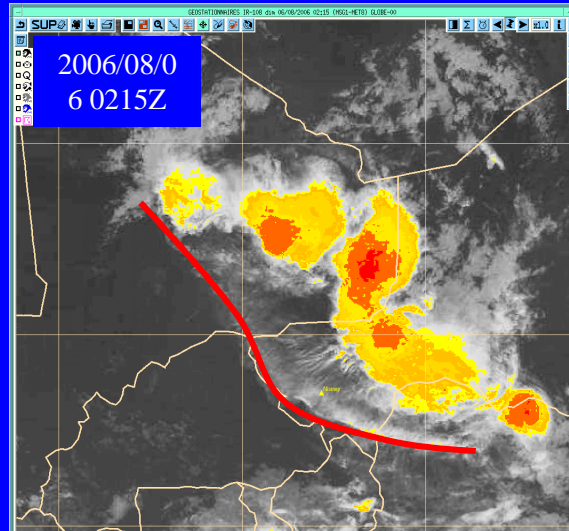 GEOSTATIONNAIRES IR-108 dim 06/08/2006 02:15 (MSG1-MET8) GLOBE-00
SUP
x1.0
2006/08/0
6 0215Z
Niamey